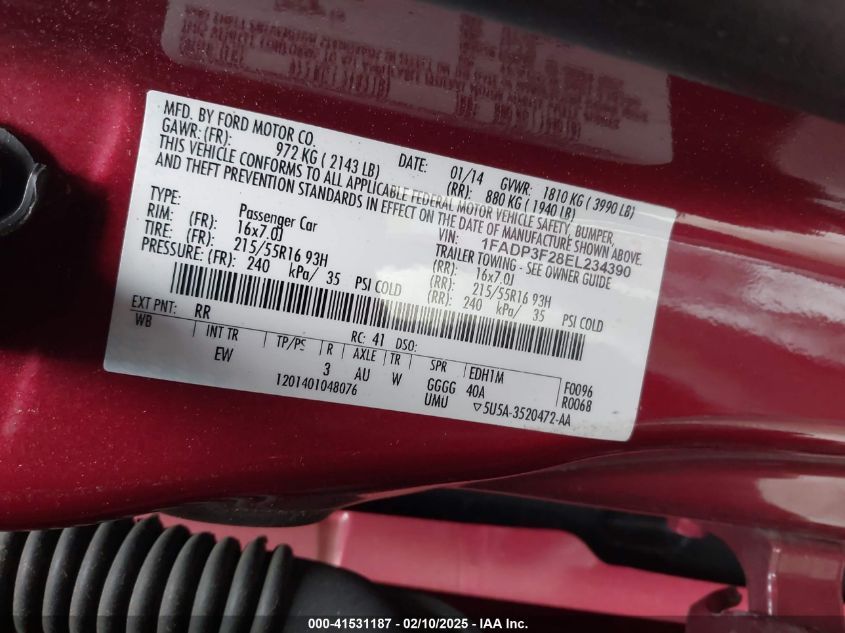 MFD. BY FORD MOTOR CO.
DATE: 01/14 GVWR: 1810 KG ( 3990 LB)
GAWR: (FR): 972 KG ( 2143 LB) (RR): 880 KG ( 1940 LB)
THIS VEHICLE CONFORMS TO ALL APPLICABLE FEDERAL MOTOR VEHICLE SAFETY, BUMPER,
AND THEFT PREVENTION STANDARDS IN EFFECT ON THE DATE OF MANUFACTURE SHOWN ABOVE.
VIN: 1FADP3F28EL234390
TYPE: Passenger Car TRAILER TOWING - SEE OWNER GUIDE
RIM: (FR): 16x7.0J (RR): 16x7.0J
TIRE: (FR): 215/55R16 93H (RR): 215/55R16 93H
PRESSURE: (FR): 240 kPa/ 35 PSI COLD (RR): 240 kPa/ 35 PSI COLD
EXT PNT: RR RC: 41 DSO:
WB INT TR TP/PS R AXLE TR SPR EDH1M F0096
EW 3 AU W GGGG 40A R0068
1201401048076 UMU ▽5U5A-3520472-AA
000-41531187 - 02/10/2025 - IAA Inc.